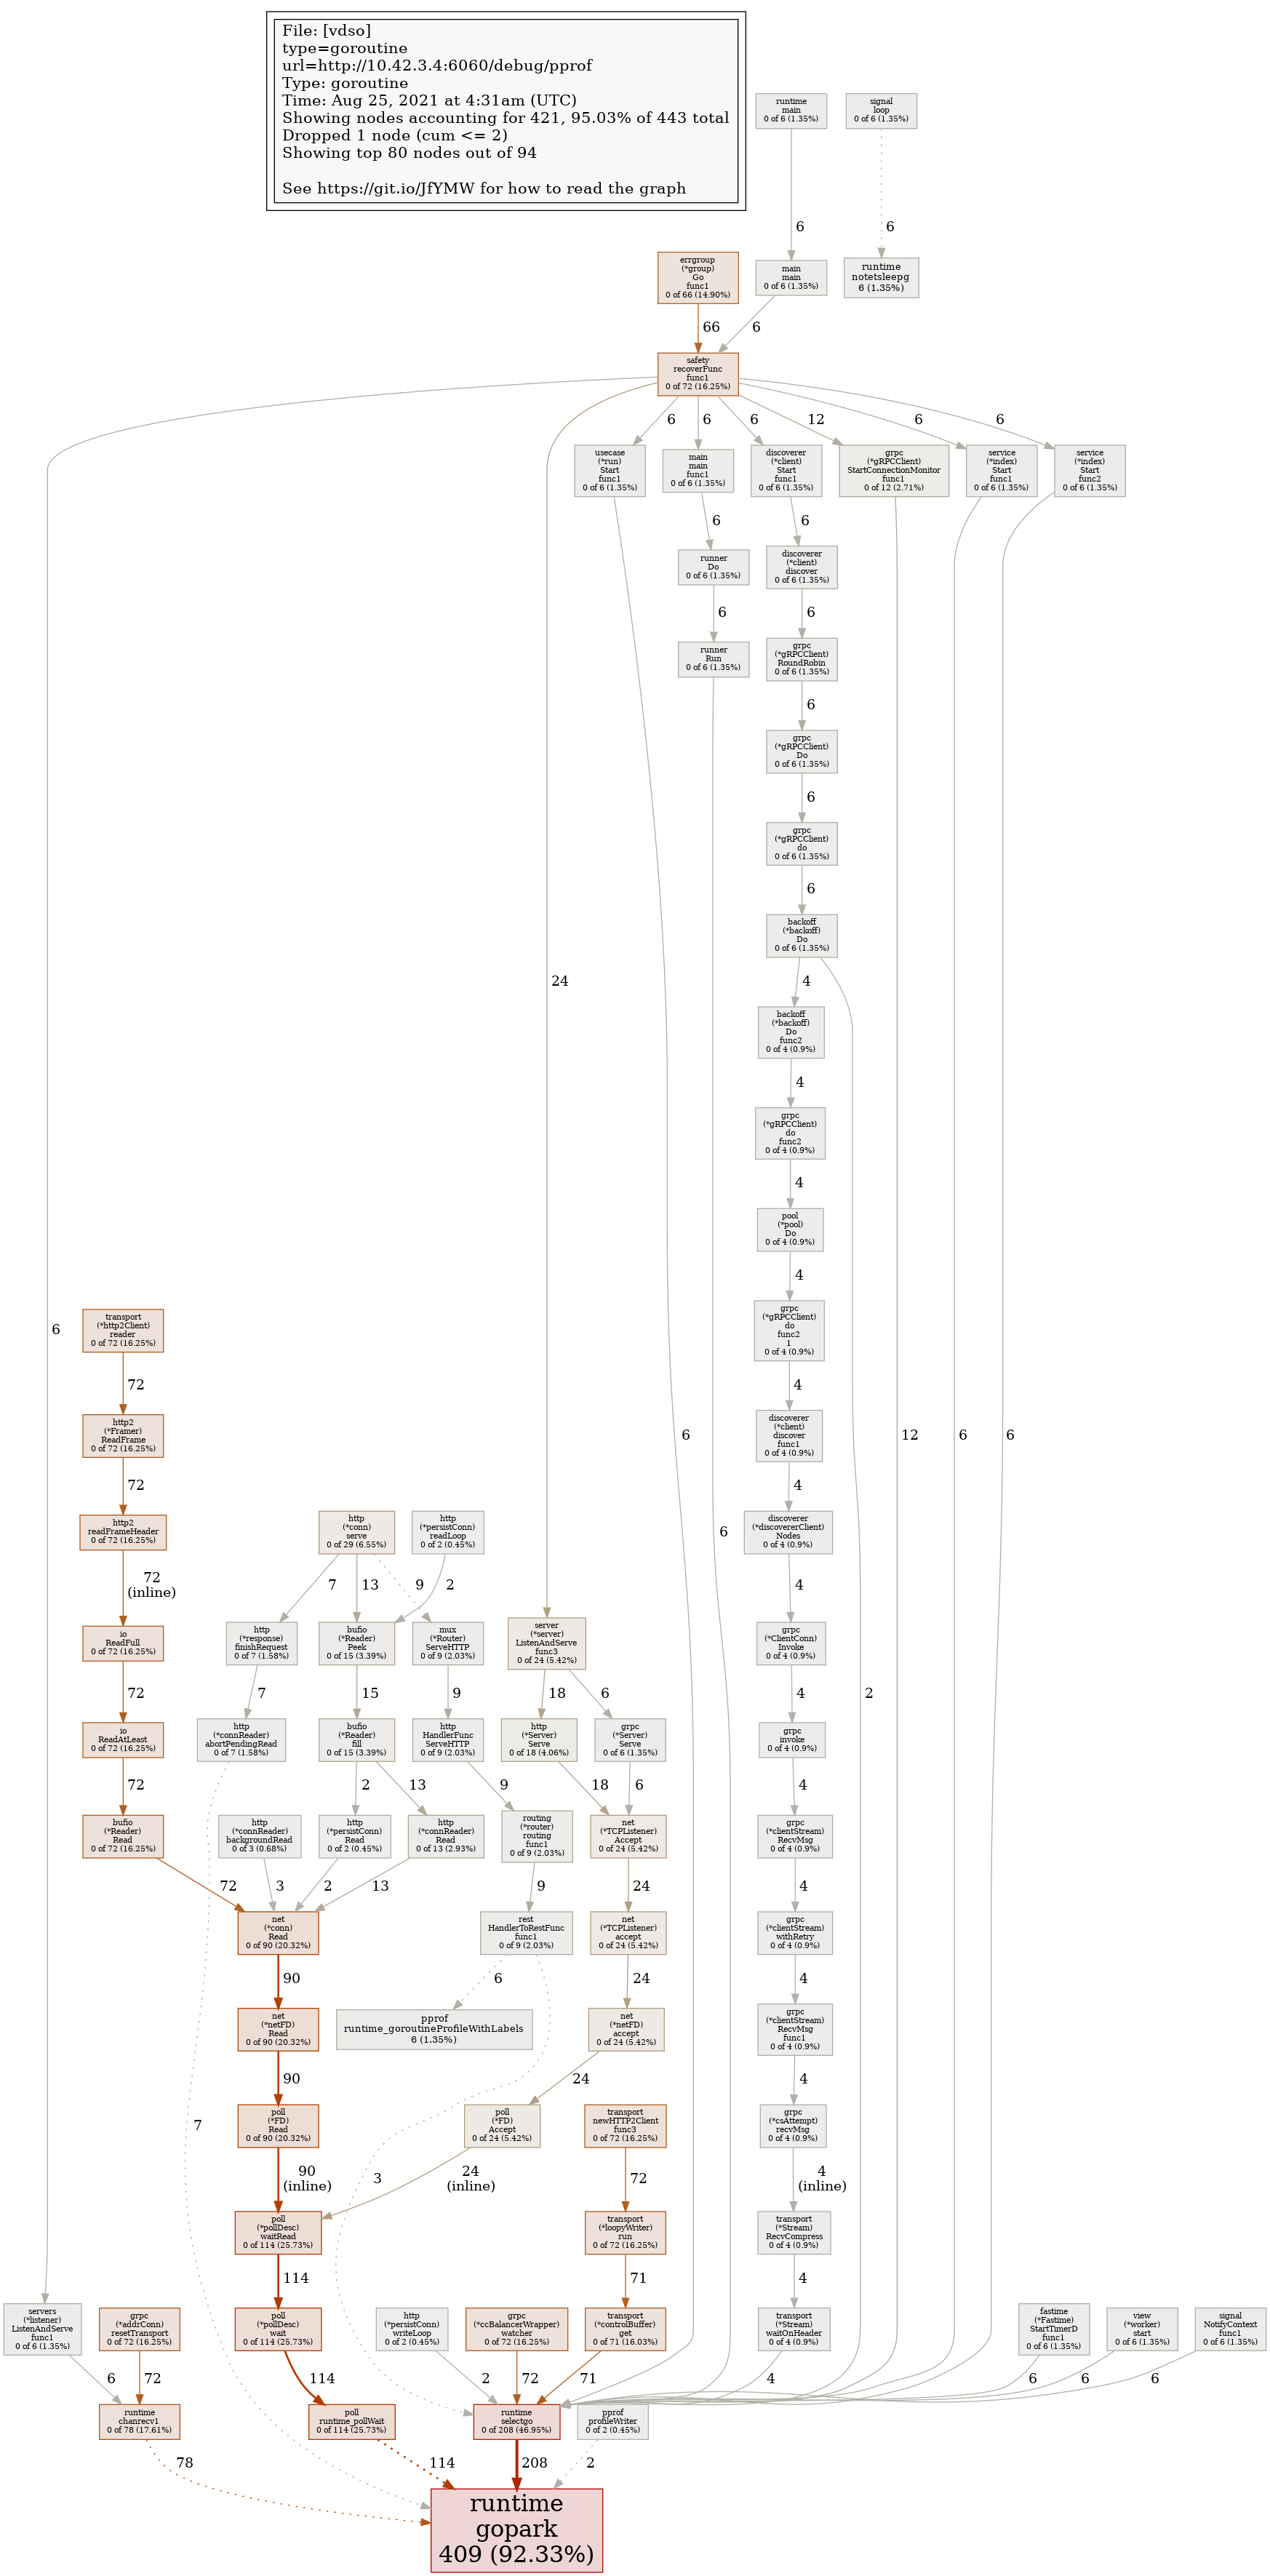 File: [vdso]
type=goroutine
url=http://10.42.3.4:6060/debug/pprof
Type: goroutine
Time: Aug 25, 2021 at 4:31am (UTC)
Showing nodes accounting for 421, 95.03% of 443 total
Dropped 1 node (cum <= 2)
Showing top 80 nodes out of 94
See https://git.io/JfYMW for how to read the graph
runtime
main
0 of 6 (1.35%)
signal
loop
0 of 6 (1.35%)
6
6
errgroup
(*group)
Go
func1
0 of 66 (14.90%)
main
main
0 of 6 (1.35%)
runtime
notetsleepg
6 (1.35%)
66
6
safety
recoverFunc
func1
0 of 72 (16.25%)
6
6
6
12
6
6
usecase
(*run)
Start
func1
0 of 6 (1.35%)
main
main
func1
0 of 6 (1.35%)
discoverer
(*client)
Start
func1
0 of 6 (1.35%)
grpc
(*gRPCClient)
StartConnectionMonitor
func1
0 of 12 (2.71%)
service
(*index)
Start
func1
0 of 6 (1.35%)
service
(*index)
Start
func2
0 of 6 (1.35%)
6
6
runner
Do
0 of 6 (1.35%)
discoverer
(*client)
discover
0 of 6 (1.35%)
6
6
runner
Run
0 of 6 (1.35%)
grpc
(*gRPCClient)
RoundRobin
0 of 6 (1.35%)
6
grpc
(*gRPCClient)
Do
0 of 6 (1.35%)
6
grpc
(*gRPCClient)
do
0 of 6 (1.35%)
6
backoff
(*backoff)
Do
0 of 6 (1.35%)
24
4
backoff
(*backoff)
Do
func2
0 of 4 (0.9%)
4
grpc
(*gRPCClient)
do
func2
0 of 4 (0.9%)
4
pool
(*pool)
Do
0 of 4 (0.9%)
4
transport
(*http2Client)
reader
0 of 72 (16.25%)
6
grpc
(*gRPCClient)
do
func2
1
0 of 4 (0.9%)
72
4
http2
(*Framer)
ReadFrame
0 of 72 (16.25%)
discoverer
(*client)
discover
func1
0 of 4 (0.9%)
6
12
6
6
72
4
http2
readFrameHeader
0 of 72 (16.25%)
http
(*conn)
serve
0 of 29 (6.55%)
http
(*persistConn)
readLoop
0 of 2 (0.45%)
6
discoverer
(*discovererClient)
Nodes
0 of 4 (0.9%)
72
(inline)
7
13
9
2
4
io
ReadFull
0 of 72 (16.25%)
http
(*response)
finishRequest
0 of 7 (1.58%)
bufio
(*Reader)
Peek
0 of 15 (3.39%)
mux
(*Router)
ServeHTTP
0 of 9 (2.03%)
server
(*server)
ListenAndServe
func3
0 of 24 (5.42%)
grpc
(*ClientConn)
Invoke
0 of 4 (0.9%)
72
7
15
9
18
6
4
2
io
ReadAtLeast
0 of 72 (16.25%)
http
(*connReader)
abortPendingRead
0 of 7 (1.58%)
bufio
(*Reader)
fill
0 of 15 (3.39%)
http
HandlerFunc
ServeHTTP
0 of 9 (2.03%)
http
(*Server)
Serve
0 of 18 (4.06%)
grpc
(*Server)
Serve
0 of 6 (1.35%)
grpc
invoke
0 of 4 (0.9%)
72
2
13
9
18
6
4
bufio
(*Reader)
Read
0 of 72 (16.25%)
http
(*connReader)
backgroundRead
0 of 3 (0.68%)
http
(*persistConn)
Read
0 of 2 (0.45%)
http
(*connReader)
Read
0 of 13 (2.93%)
routing
(*router)
routing
func1
0 of 9 (2.03%)
net
(*TCPListener)
Accept
0 of 24 (5.42%)
grpc
(*clientStream)
RecvMsg
0 of 4 (0.9%)
72
3
2
13
9
24
4
net
(*conn)
Read
0 of 90 (20.32%)
rest
HandlerToRestFunc
func1
0 of 9 (2.03%)
net
(*TCPListener)
accept
0 of 24 (5.42%)
grpc
(*clientStream)
withRetry
0 of 4 (0.9%)
90
6
24
4
net
(*netFD)
Read
0 of 90 (20.32%)
pprof
runtime_goroutineProfileWithLabels
6 (1.35%)
net
(*netFD)
accept
0 of 24 (5.42%)
grpc
(*clientStream)
RecvMsg
func1
0 of 4 (0.9%)
90
24
4
7
poll
(*FD)
Read
0 of 90 (20.32%)
poll
(*FD)
Accept
0 of 24 (5.42%)
transport
newHTTP2Client
func3
0 of 72 (16.25%)
grpc
(*csAttempt)
recvMsg
0 of 4 (0.9%)
90
(inline)
3
24
(inline)
72
4
(inline)
poll
(*pollDesc)
waitRead
0 of 114 (25.73%)
transport
(*loopyWriter)
run
0 of 72 (16.25%)
transport
(*Stream)
RecvCompress
0 of 4 (0.9%)
114
71
4
servers
(*listener)
ListenAndServe
func1
0 of 6 (1.35%)
grpc
(*addrConn)
resetTransport
0 of 72 (16.25%)
poll
(*pollDesc)
wait
0 of 114 (25.73%)
http
(*persistConn)
writeLoop
0 of 2 (0.45%)
grpc
(*ccBalancerWrapper)
watcher
0 of 72 (16.25%)
transport
(*controlBuffer)
get
0 of 71 (16.03%)
transport
(*Stream)
waitOnHeader
0 of 4 (0.9%)
fastime
(*Fastime)
StartTimerD
func1
0 of 6 (1.35%)
view
(*worker)
start
0 of 6 (1.35%)
signal
NotifyContext
func1
0 of 6 (1.35%)
6
72
114
2
72
71
4
6
6
6
runtime
chanrecv1
0 of 78 (17.61%)
poll
runtime_pollWait
0 of 114 (25.73%)
runtime
selectgo
0 of 208 (46.95%)
pprof
profileWriter
0 of 2 (0.45%)
78
114
208
2
runtime
gopark
409 (92.33%)